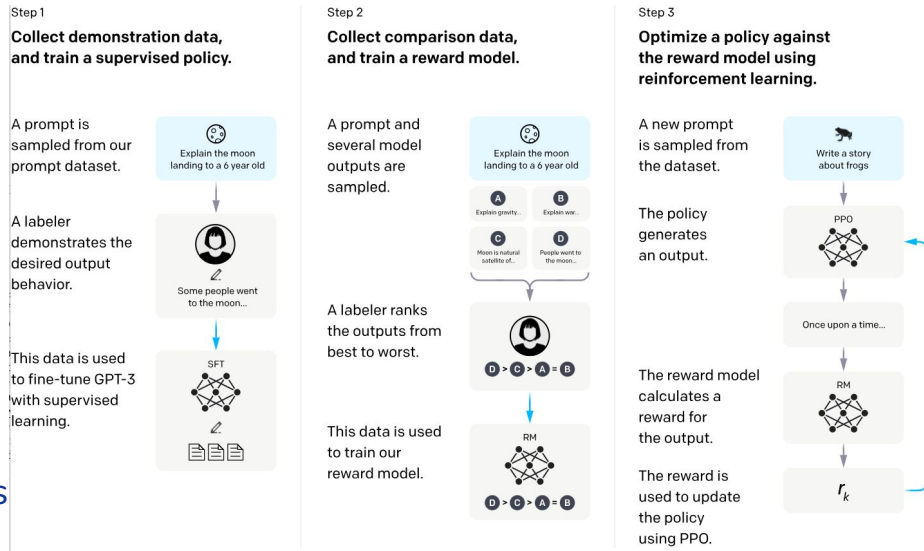 Step 1
Collect demonstration data,
and train a supervised policy.
A prompt is
sampled from our
prompt dataset.
Explain the moon
landing to a 6 year old
A labeler
demonstrates the
desired output
behavior.
Some people went
to the moon...
This data is used
to fine-tune GPT-3
with supervised
learning.
SFT
s
Step 2
Collect comparison data,
and train a reward model.
A prompt and
several model
outputs are
sampled.
Explain the moon
landing to a 6 year old
A
Explain gravity...
B
Explain war...
C
Moon is natural
satellite of...
D
People went to
the moon...
A labeler ranks
the outputs from
best to worst.
D > C > A = B
This data is used
to train our
reward model.
RM
D > C > A = B
Step 3
Optimize a policy against
the reward model using
reinforcement learning.
A new prompt
is sampled from
the dataset.
Write a story
about frogs
The policy
generates
an output.
PPO
Once upon a time...
The reward model
calculates a
reward for
the output.
RM
The reward is
used to update
the policy
using PPO.
rk